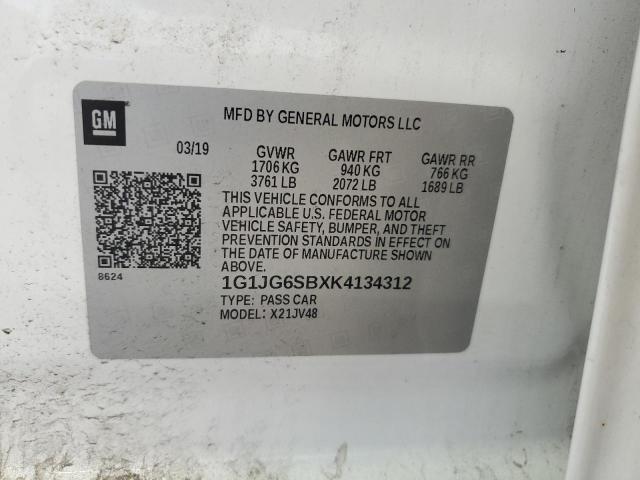 GM
MFD BY GENERAL MOTORS LLC
03/19 GVWR GAWR FRT GAWR RR
1706 KG 940 KG 766 KG
3761 LB 2072 LB 1689 LB
THIS VEHICLE CONFORMS TO ALL
APPLICABLE U.S. FEDERAL MOTOR
VEHICLE SAFETY, BUMPER, AND THEFT
PREVENTION STANDARDS IN EFFECT ON
THE DATE OF MANUFACTURE SHOWN
ABOVE.
8624
1G1JG6SBXK4134312
TYPE: PASS CAR
MODEL: X21JV48